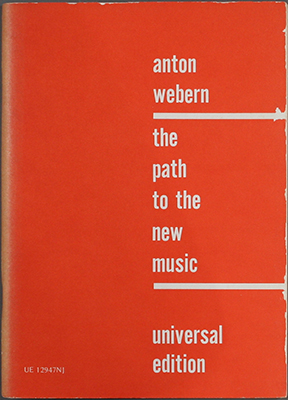 anton
webern
the
path
to the
new
music
universal
edition
UE 12947NJ